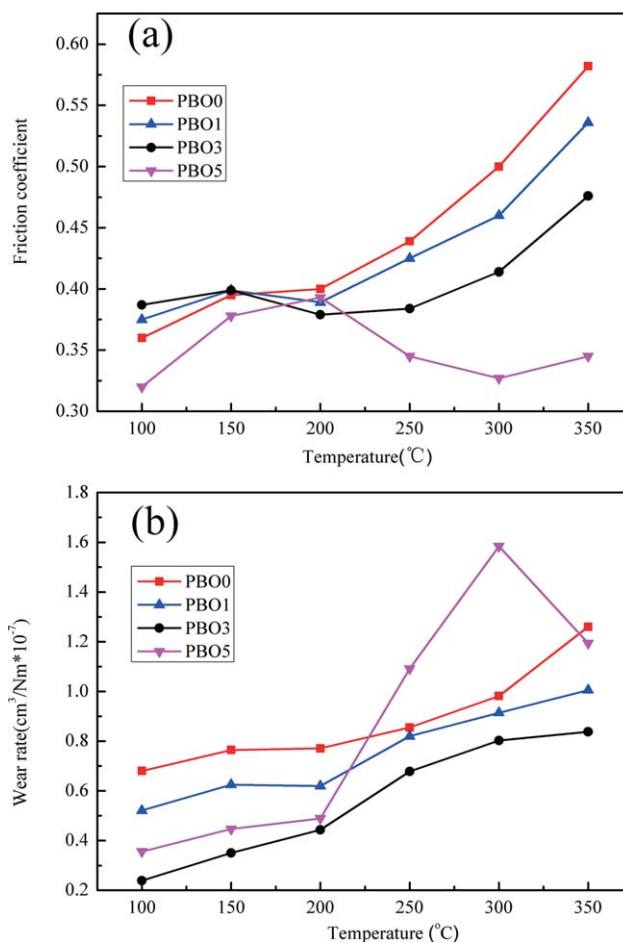 (a)
0.60
0.55
0.50
0.45
0.40
0.35
0.30
Friction coefficient
PBO0
PBO1
PBO3
PBO5
100 150 200 250 300 350
Temperature(℃)
(b)
1.8
1.6
1.4
1.2
1.0
0.8
0.6
0.4
0.2
Wear rate(cm³/Nm*10⁻⁷)
PBO0
PBO1
PBO3
PBO5
100 150 200 250 300 350
Temperature (°C)